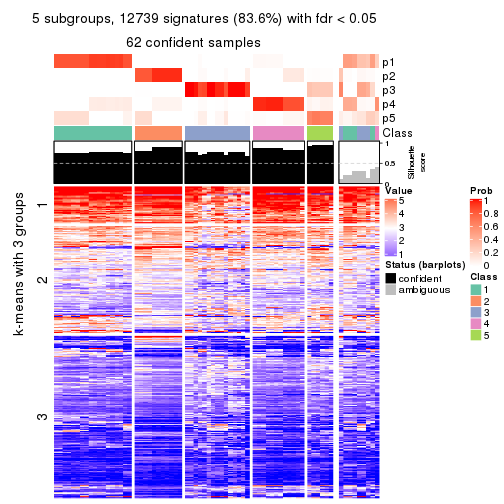 5 subgroups, 12739 signatures (83.6%) with fdr < 0.05
62 confident samples
p1
p2
p3
p4
p5
Class
1
0.5
0
Silhouette
score
k-means with 3 groups
1
2
3
Value
5
4
3
2
1
Status (barplots)
confident
ambiguous
Prob
1
0.8
0.6
0.4
0.2
0
Class
1
2
3
4
5